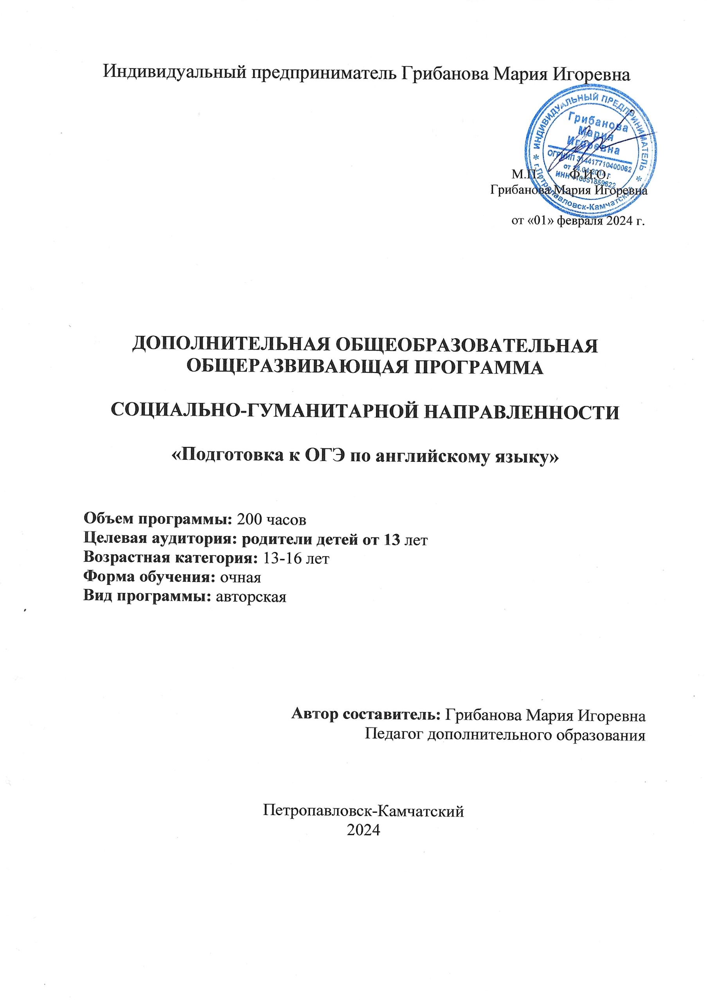 Индивидуальный предприниматель Грибанова Мария Игоревна
ИНДИВИДУАЛЬНЫЙ ПРЕДПРИНИМАТЕЛЬ
Грибанова
Мария
Игоревна
ОГРНИП 314417710400062
от 14.04.2014 г.
ИНН
г.Петропавловск-Камчатский
М.П. Ф.И.О.
Грибанова Мария Игоревна
от «01» февраля 2024 г.
ДОПОЛНИТЕЛЬНАЯ ОБЩЕОБРАЗОВАТЕЛЬНАЯ
ОБЩЕРАЗВИВАЮЩАЯ ПРОГРАММА
СОЦИАЛЬНО-ГУМАНИТАРНОЙ НАПРАВЛЕННОСТИ
«Подготовка к ОГЭ по английскому языку»
Объем программы: 200 часов
Целевая аудитория: родители детей от 13 лет
Возрастная категория: 13-16 лет
Форма обучения: очная
Вид программы: авторская
Автор составитель: Грибанова Мария Игоревна
Педагог дополнительного образования
Петропавловск-Камчатский
2024